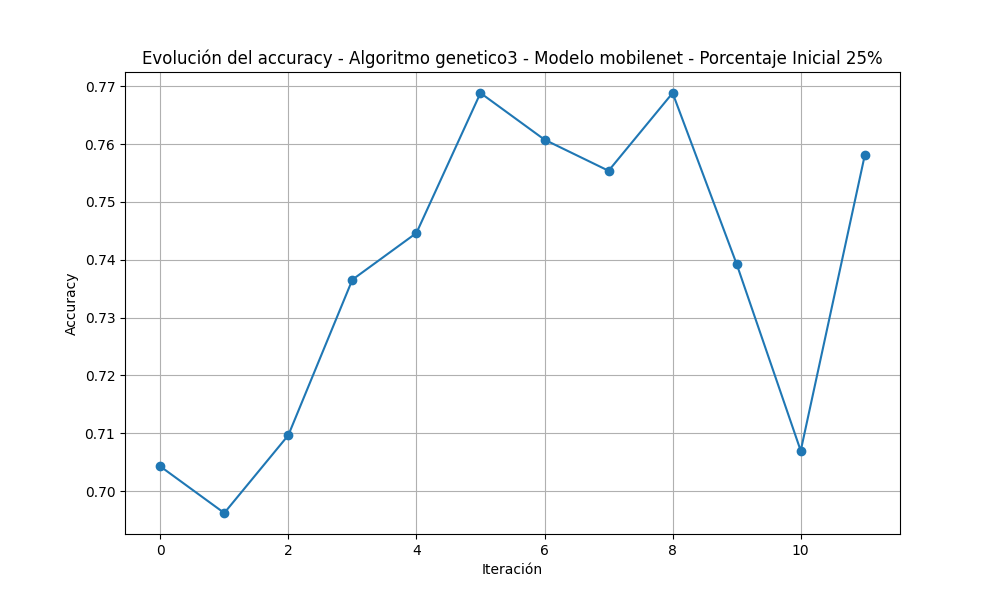 Evolución del accuracy - Algoritmo genetico3 - Modelo mobilenet - Porcentaje Inicial 25%
0.77
0.76
0.75
0.74
0.73
0.72
0.71
0.70
Accuracy
0 2 4 6 8 10
Iteración